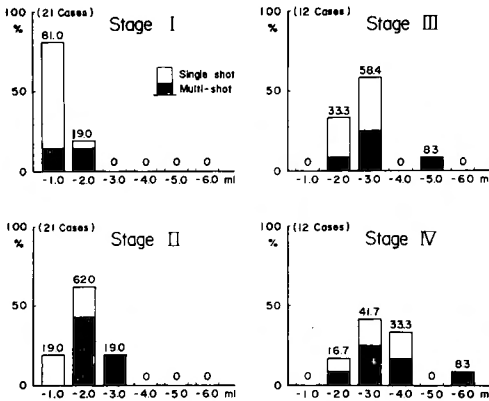 100 (21 Cases)
Stage I
%
81.0
Single shot
Multi-shot
50
19.0
0 0 0 0
0
-1.0 -2.0 -3.0 -4.0 -5.0 -6.0 ml
100 (12 Cases)
Stage III
%
58.4
50
33.3
8.3
0 0 0
0
-1.0 -2.0 -3.0 -4.0 -5.0 -6.0 ml
100 (21 Cases)
Stage II
%
62.0
50
19.0 19.0
0 0 0
0
-1.0 -2.0 -3.0 -4.0 -5.0 -6.0 ml
100 (12 Cases)
Stage IV
%
50
41.7
33.3
16.7
8.3
0 0
0
-1.0 -2.0 -3.0 -4.0 -5.0 -6.0 ml